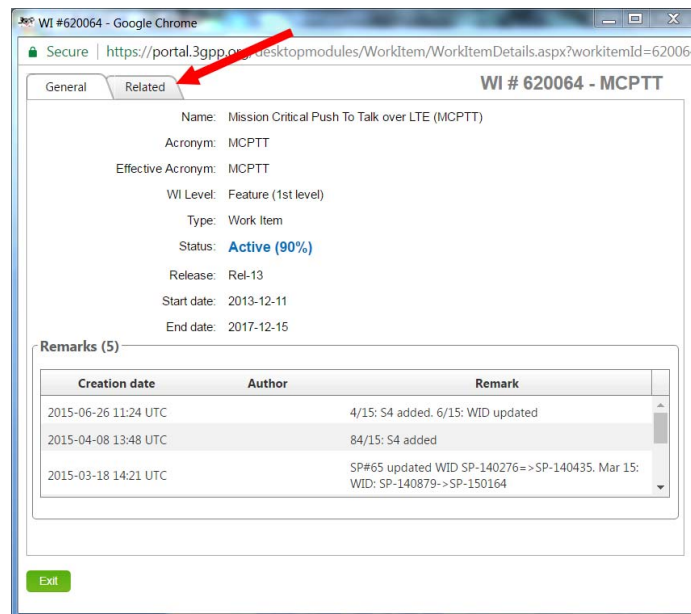 WI #620064 - Google Chrome
Secure | https://portal.3gpp.org/desktopmodules/WorkItem/WorkItemDetails.aspx?workitemId=62006
General Related WI # 620064 - MCPTT
Name: Mission Critical Push To Talk over LTE (MCPTT)
Acronym: MCPTT
Effective Acronym: MCPTT
WI Level: Feature (1st level)
Type: Work Item
Status: Active (90%)
Release: Rel-13
Start date: 2013-12-11
End date: 2017-12-15
Remarks (5)
Creation date Author Remark
2015-06-26 11:24 UTC 4/15: S4 added. 6/15: WID updated
2015-04-08 13:48 UTC 84/15: S4 added
2015-03-18 14:21 UTC SP#65 updated WID SP-140276=>SP-140435. Mar 15:
WID: SP-140879->SP-150164
Exit